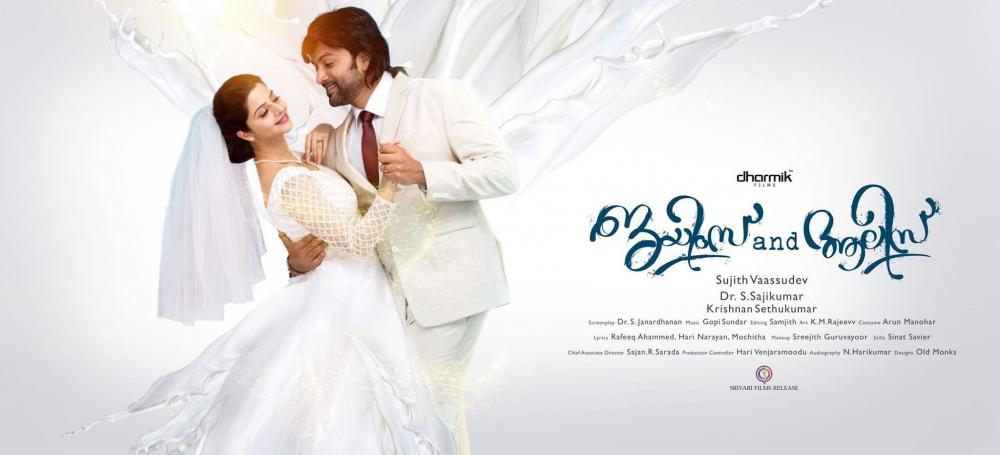 dharmik™
FILMS
ജെയിംസ് and ആലീസ്
Sujith Vaassudev
Dr. S.Sajikumar
Krishnan Sethukumar
Screenplay Dr. S. Janardhanan Music Gopi Sundar Editing Samjith Art K.M.Rajeevv Costume Arun Manohar
Lyrics Rafeeq Ahammed, Hari Narayan, Mochitha Makeup Sreejith Guruvayoor Stills Sinat Savier
Chief Associate Director Sajan.R.Sarada Production Controller Hari Venjaramoodu Audiography N.Harikumar Designs Old Monks
SRIVARI FILMS RELEASE